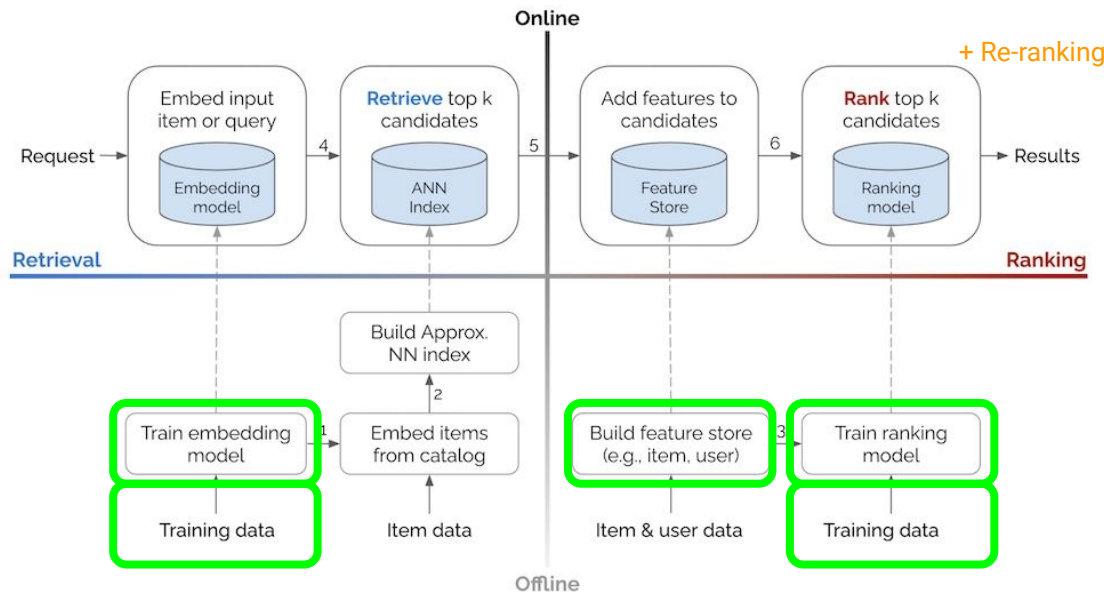 Online
+ Re-ranking
Request
Embed input
item or query
Embedding
model
4
Retrieve top k
candidates
ANN
Index
5
Add features to
candidates
Feature
Store
6
Rank top k
candidates
Ranking
model
Results
Retrieval
Ranking
Build Approx.
NN index
2
Train embedding
model
1
Embed items
from catalog
Build feature store
(e.g., item, user)
3
Train ranking
model
Training data
Item data
Item & user data
Training data
Offline